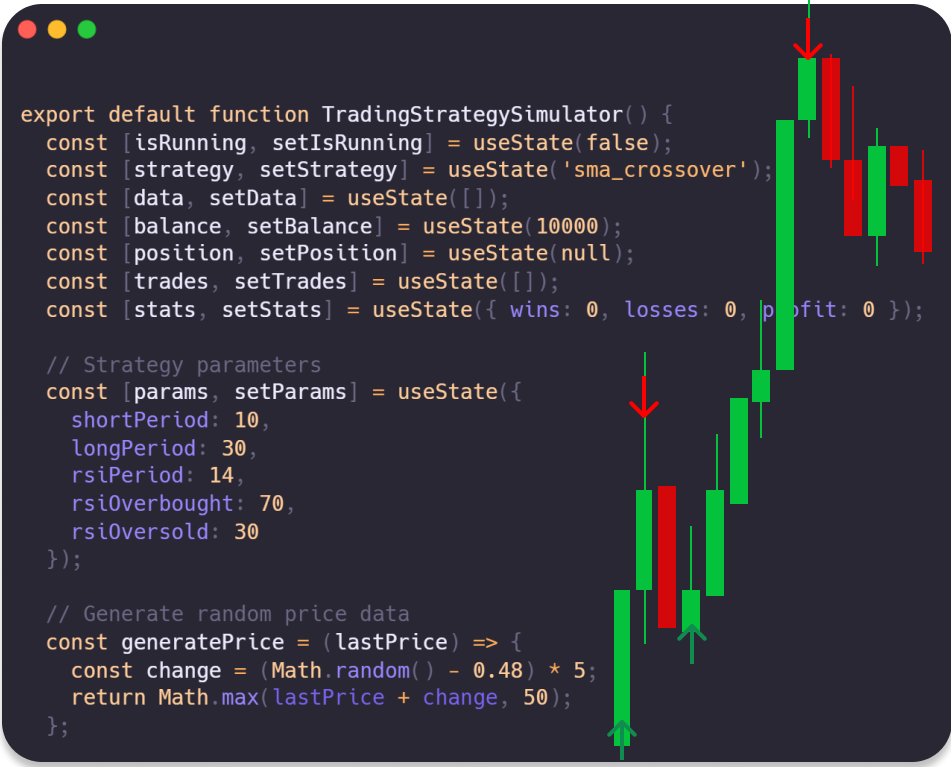 export default function TradingStrategySimulator() {
const [isRunning, setIsRunning] = useState(false);
const [strategy, setStrategy] = useState('sma_crossover');
const [data, setData] = useState([]);
const [balance, setBalance] = useState(10000);
const [position, setPosition] = useState(null);
const [trades, setTrades] = useState([]);
const [stats, setStats] = useState({ wins: 0, losses: 0, profit: 0 });
// Strategy parameters
const [params, setParams] = useState({
shortPeriod: 10,
longPeriod: 30,
rsiPeriod: 14,
rsiOverbought: 70,
rsiOversold: 30
});
// Generate random price data
const generatePrice = (lastPrice) => {
const change = (Math.random() - 0.48) * 5;
return Math.max(lastPrice + change, 50);
};